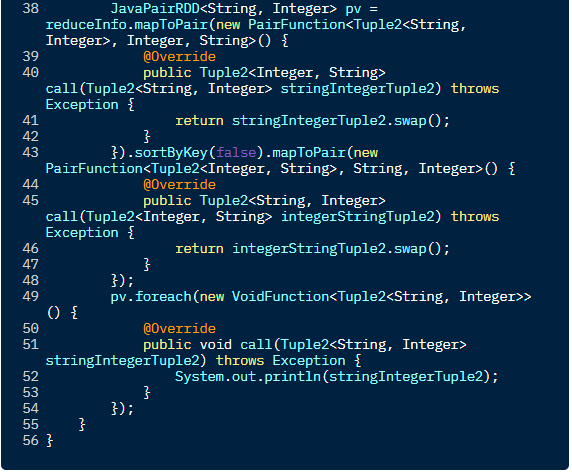 38         JavaPairRDD<String, Integer> pv =
reduceInfo.mapToPair(new PairFunction<Tuple2<String,
Integer>, Integer, String>() {
39             @Override
40             public Tuple2<Integer, String>
call(Tuple2<String, Integer> stringIntegerTuple2) throws
Exception {
41                 return stringIntegerTuple2.swap();
42             }
43         }).sortByKey(false).mapToPair(new
PairFunction<Tuple2<Integer, String>, String, Integer>() {
44             @Override
45             public Tuple2<String, Integer>
call(Tuple2<Integer, String> integerStringTuple2) throws
Exception {
46                 return integerStringTuple2.swap();
47             }
48         });
49         pv.foreach(new VoidFunction<Tuple2<String, Integer>>
() {
50             @Override
51             public void call(Tuple2<String, Integer>
stringIntegerTuple2) throws Exception {
52                 System.out.println(stringIntegerTuple2);
53             }
54         });
55     }
56 }